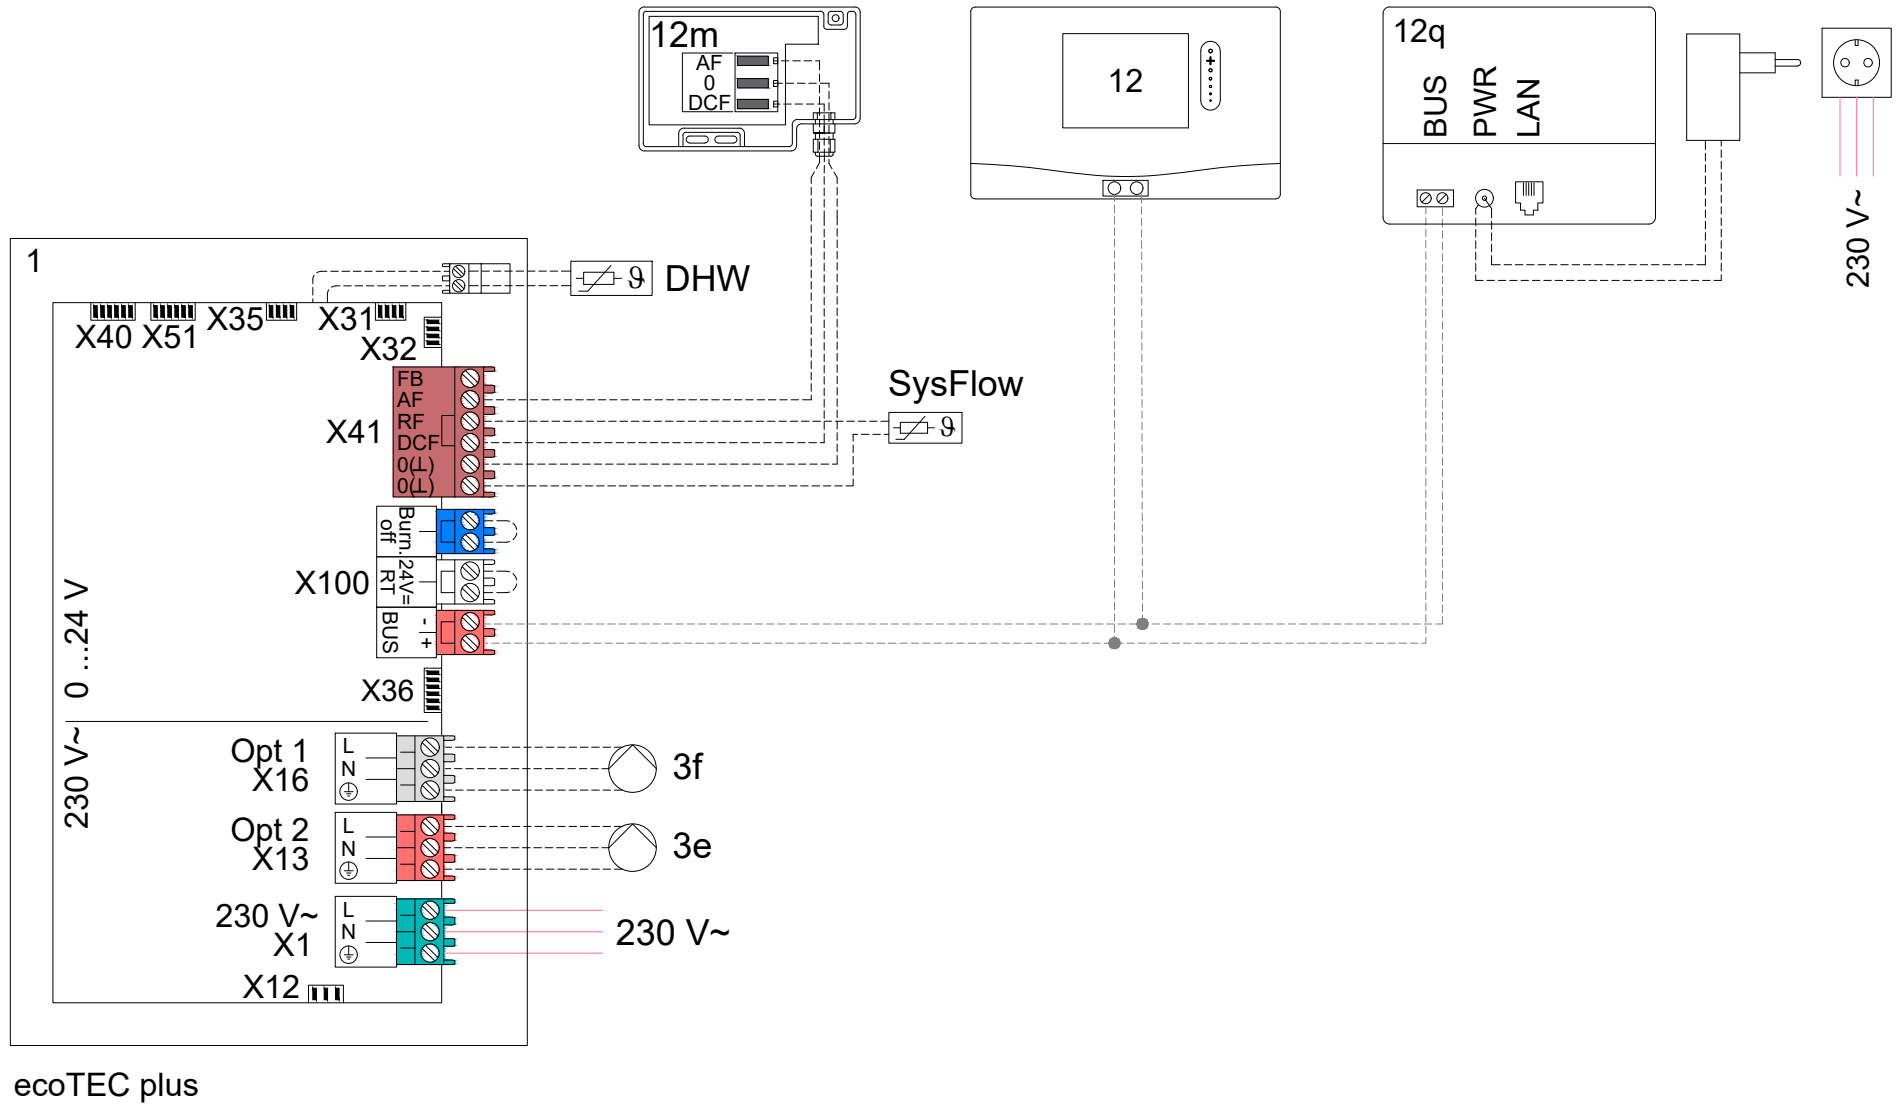 12m
AF
0
DCF
12
12q
BUS
PWR
LAN
230 V~
1
DHW
X40
X51
X35
X31
X32
X41
FB
AF
RF
DCF
0(⊥)
0(⊥)
SysFlow
Burn.
off
X100
24V=
RT
BUS
-
+
0 ...24 V
X36
230 V~
Opt 1
X16
L
N
3f
Opt 2
X13
L
N
3e
230 V~
X1
L
N
230 V~
X12
ecoTEC plus